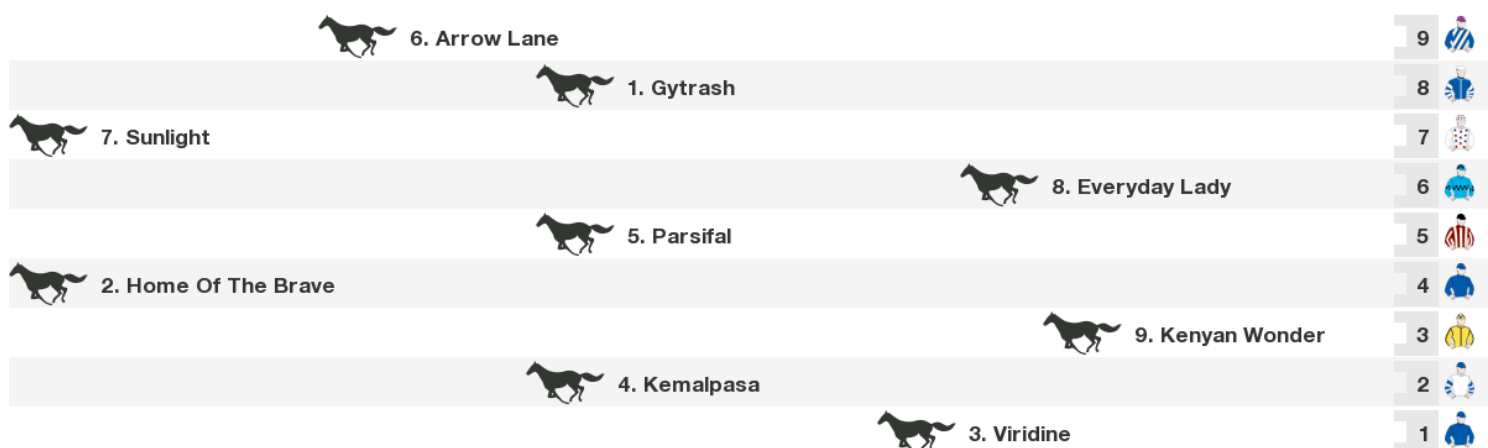 6. Arrow Lane 9
1. Gytrash 8
7. Sunlight 7
8. Everyday Lady 6
5. Parsifal 5
2. Home Of The Brave 4
9. Kenyan Wonder 3
4. Kemalpasa 2
3. Viridine 1